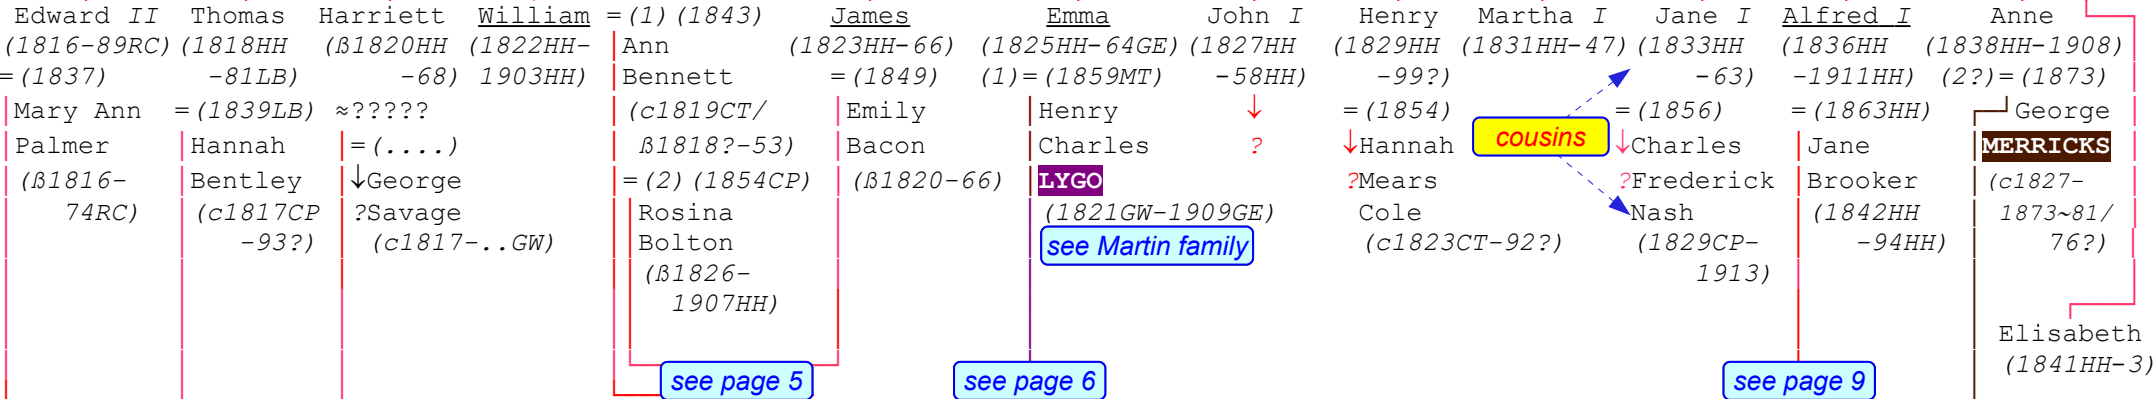 Edward II Thomas Harriett William =(1)(1843) James Emma John I Henry Martha I Jane I Alfred I Anne
(1816-89RC) (1818HH (ß1820HH (1822HH- Ann (1823HH-66) (1825HH-64GE) (1827HH (1829HH (1831HH-47) (1833HH (1836HH (1838HH-1908)
=(1837) -81LB) -68) 1903HH) Bennett =(1849) (1)=(1859MT) -58HH) -99?) -63) -1911HH) (2?)=(1873)
Mary Ann =(1839LB) ≈????? (c1819CT/ Emily Henry ↓ =(1854) =(1856) =(1863HH) George
Palmer Hannah =(....) ß1818?-53) Bacon Charles ? ↓Hannah cousins ↓Charles Jane MERRICKS
(ß1816- Bentley ↓George =(2)(1854CP) (ß1820-66) LYGO ?Mears ?Frederick Brooker (c1827-
74RC) (c1817CP ?Savage Rosina (1821GW-1909GE) Cole Nash (1842HH 1873~81/
-93?) (c1817-..GW) Bolton see Martin family (c1823CT-92?) (1829CP- -94HH) 76?)
(ß1826- 1913)
1907HH)
Elisabeth
see page 5 see page 6 see page 9 (1841HH-3)